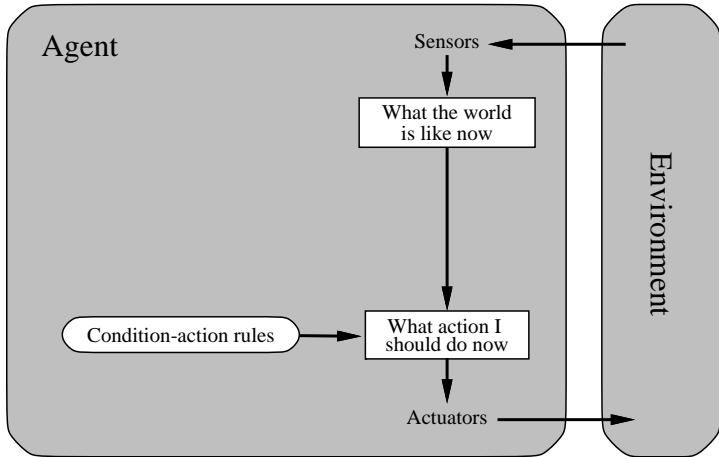 Agent
Sensors
What the world
is like now
Environment
Condition-action rules
What action I
should do now
Actuators